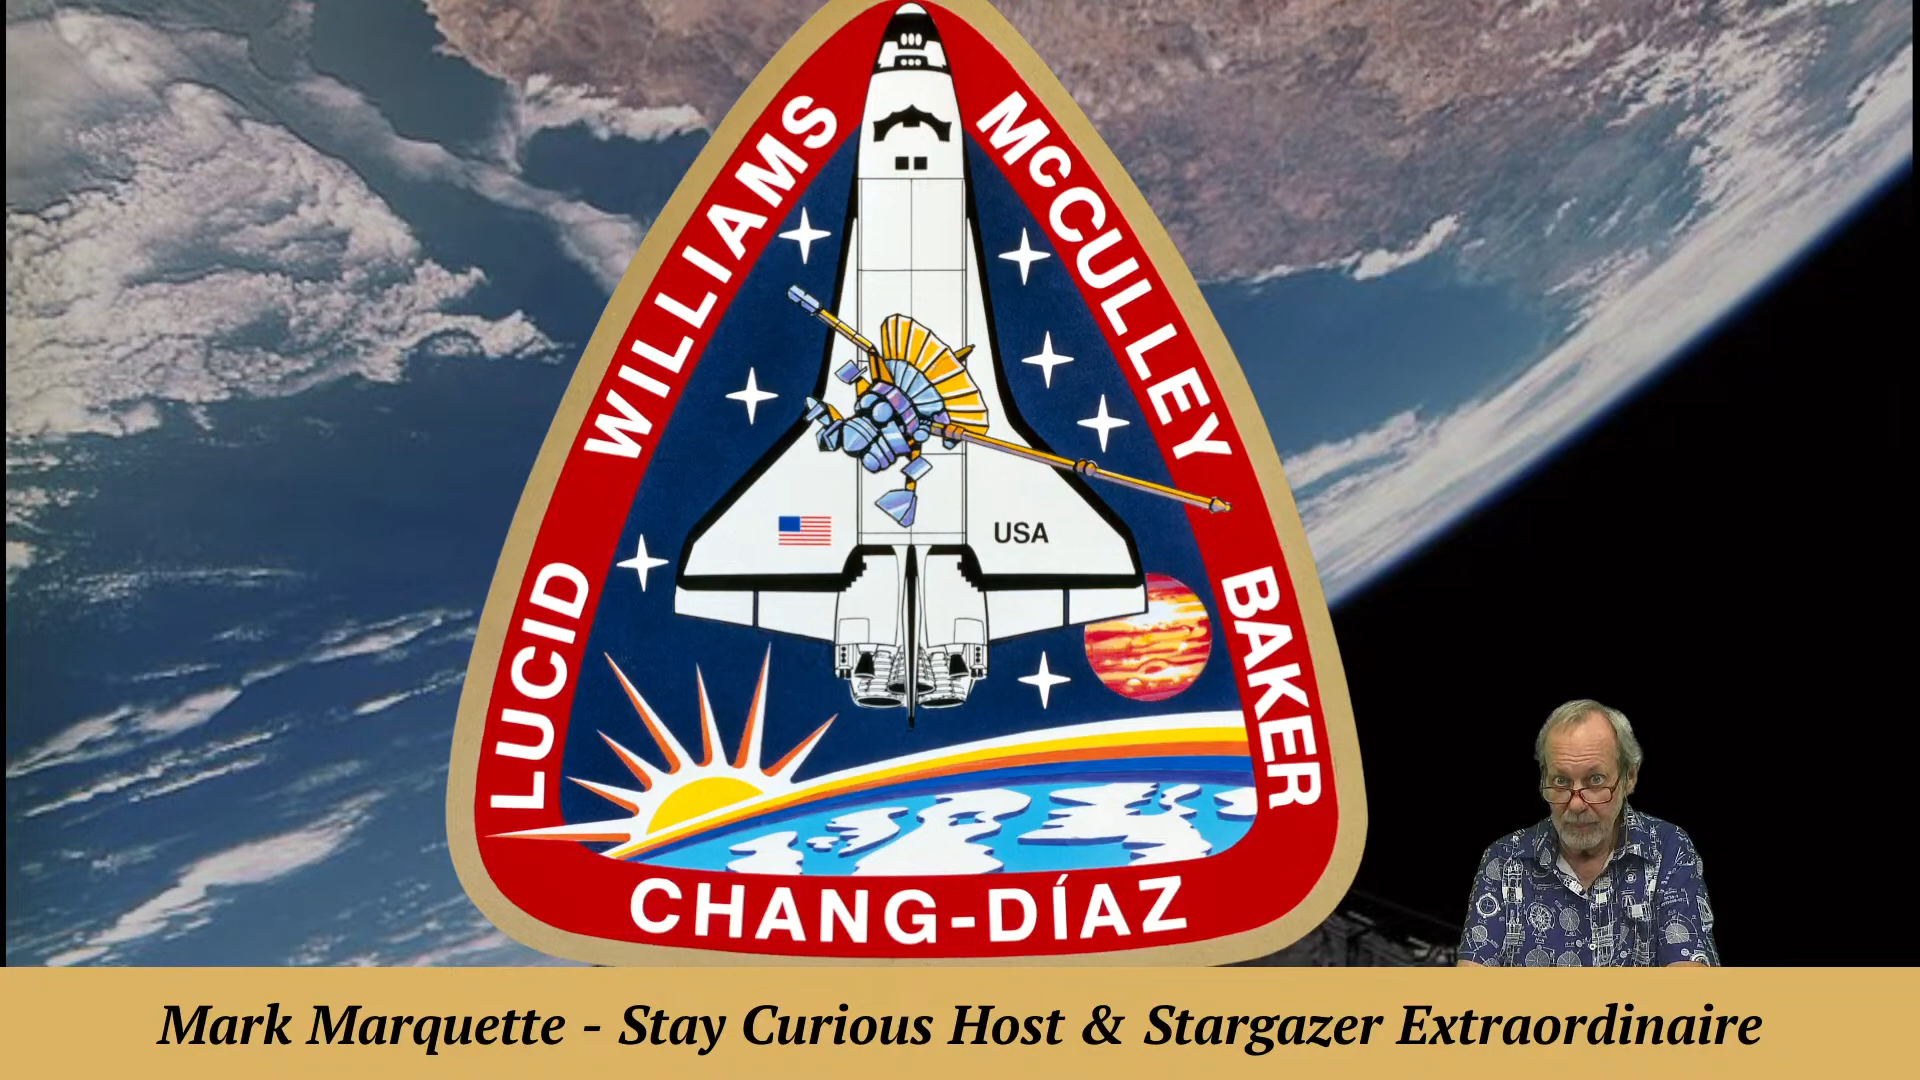 WILLIAMS
McCULLEY
USA
LUCID
BAKER
CHANG-DÍAZ
Mark Marquette - Stay Curious Host & Stargazer Extraordinaire